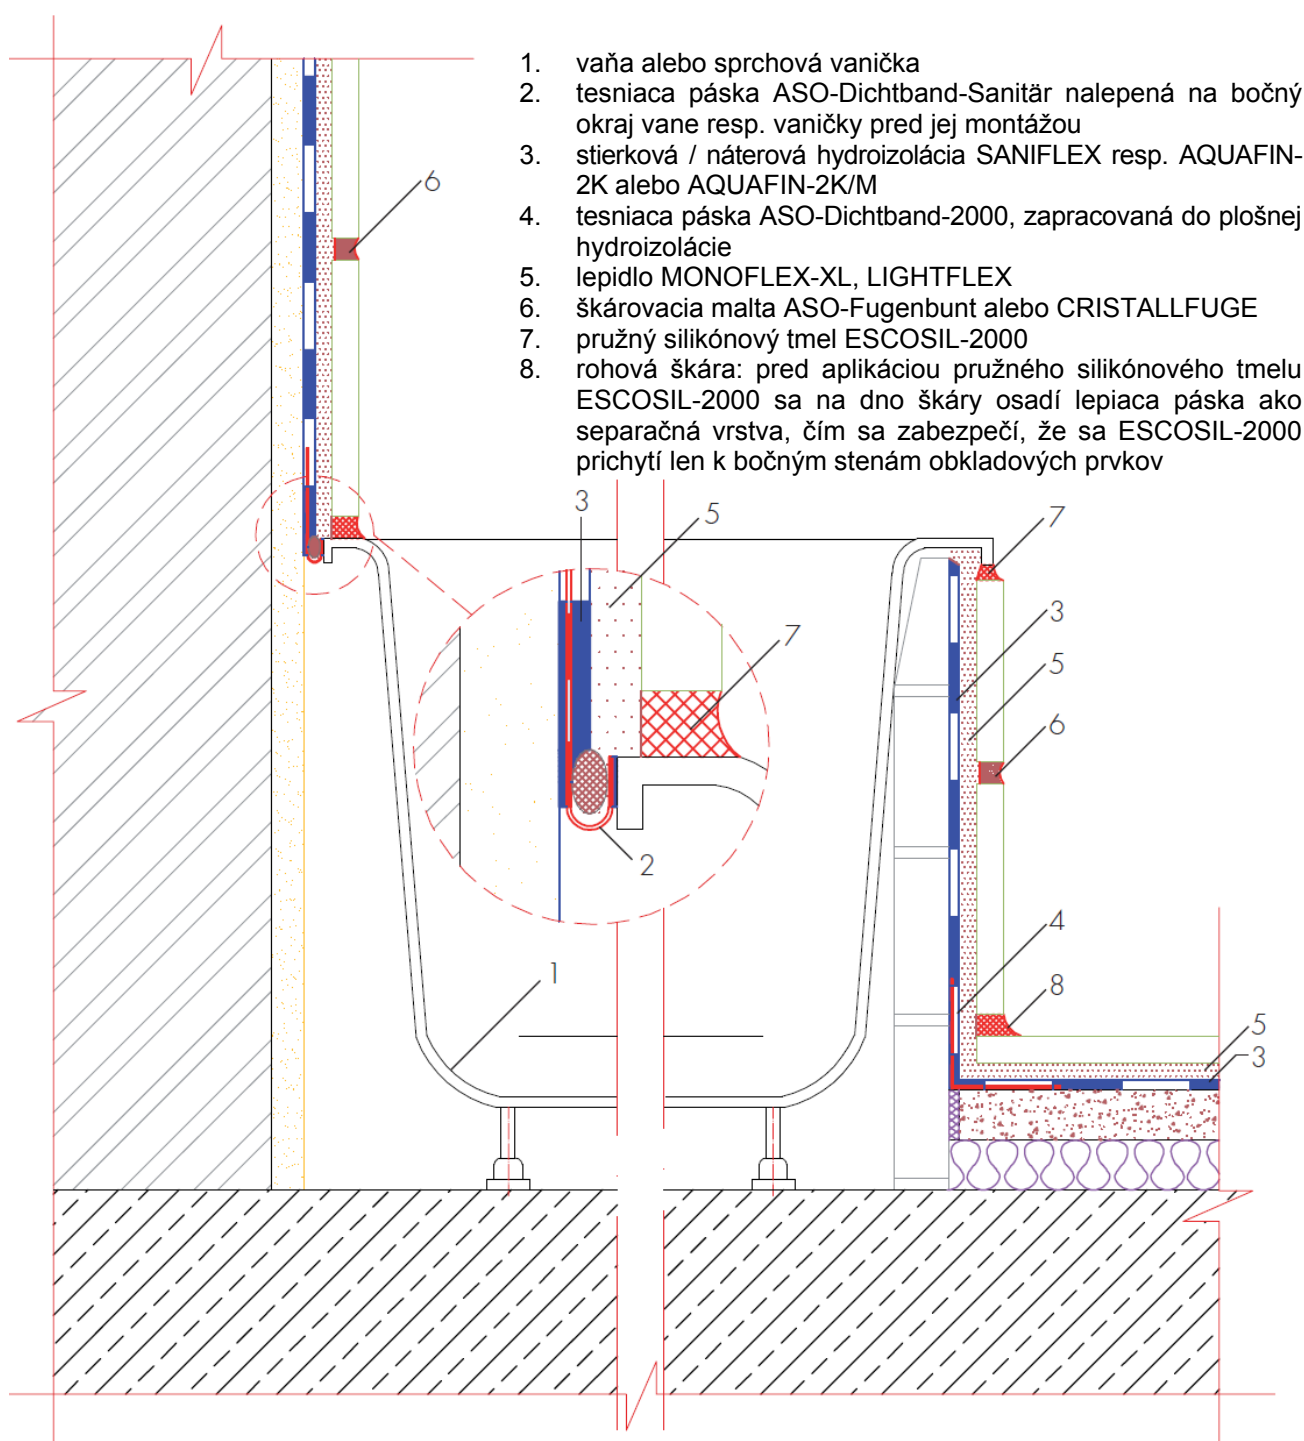 1. vaňa alebo sprchová vanička
2. tesniaca páska ASO-Dichtband-Sanitär nalepená na bočný
okraj vane resp. vaničky pred jej montážou
3. stierková / náterová hydroizolácia SANIFLEX resp. AQUAFIN-
2K alebo AQUAFIN-2K/M
4. tesniaca páska ASO-Dichtband-2000, zapracovaná do plošnej
hydroizolácie
5. lepidlo MONOFLEX-XL, LIGHTFLEX
6. škárovacia malta ASO-Fugenbunt alebo CRISTALLFUGE
7. pružný silikónový tmel ESCOSIL-2000
8. rohová škára: pred aplikáciou pružného silikónového tmelu
ESCOSIL-2000 sa na dno škáry osadí lepiaca páska ako
separačná vrstva, čím sa zabezpečí, že sa ESCOSIL-2000
prichytí len k bočným stenám obkladových prvkov
6
3
5
7
7
3
5
6
2
4
1
8
5
3